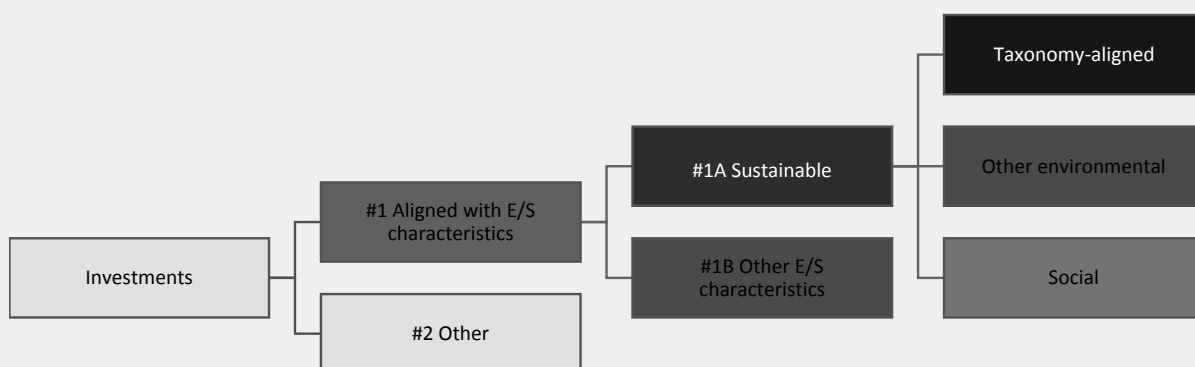 Taxonomy-aligned
#1A Sustainable
Other environmental
#1 Aligned with E/S
characteristics
Investments
#1B Other E/S
characteristics
Social
#2 Other